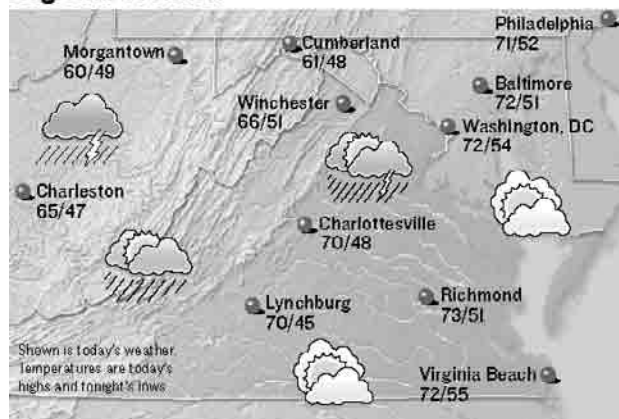 Philadelphia
71/52
Morgantown
60/49
Cumberland
61/48
Baltimore
72/51
Winchester
66/51
Washington, DC
72/54
Charleston
65/47
Charlottesville
70/48
Lynchburg
70/45
Richmond
73/51
Shown is today's weather.
Temperatures are today's
highs and tonight's lows
Virginia Beach
72/55